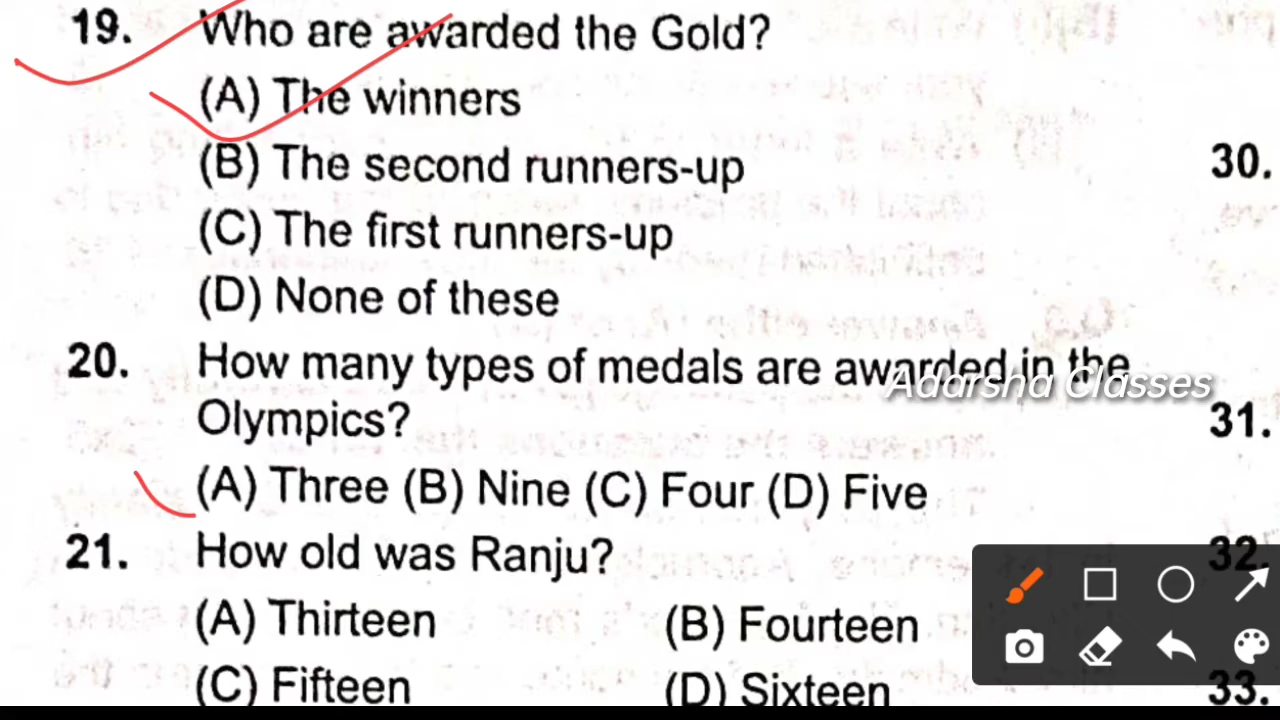 19. Who are awarded the Gold?
(A) The winners
(B) The second runners-up
(C) The first runners-up
(D) None of these
20. How many types of medals are awarded in the
Olympics?
(A) Three (B) Nine (C) Four (D) Five
21. How old was Ranju?
(A) Thirteen (B) Fourteen
(C) Fifteen (D) Sixteen
30.
31.
32.
33.
Adarsha Classes